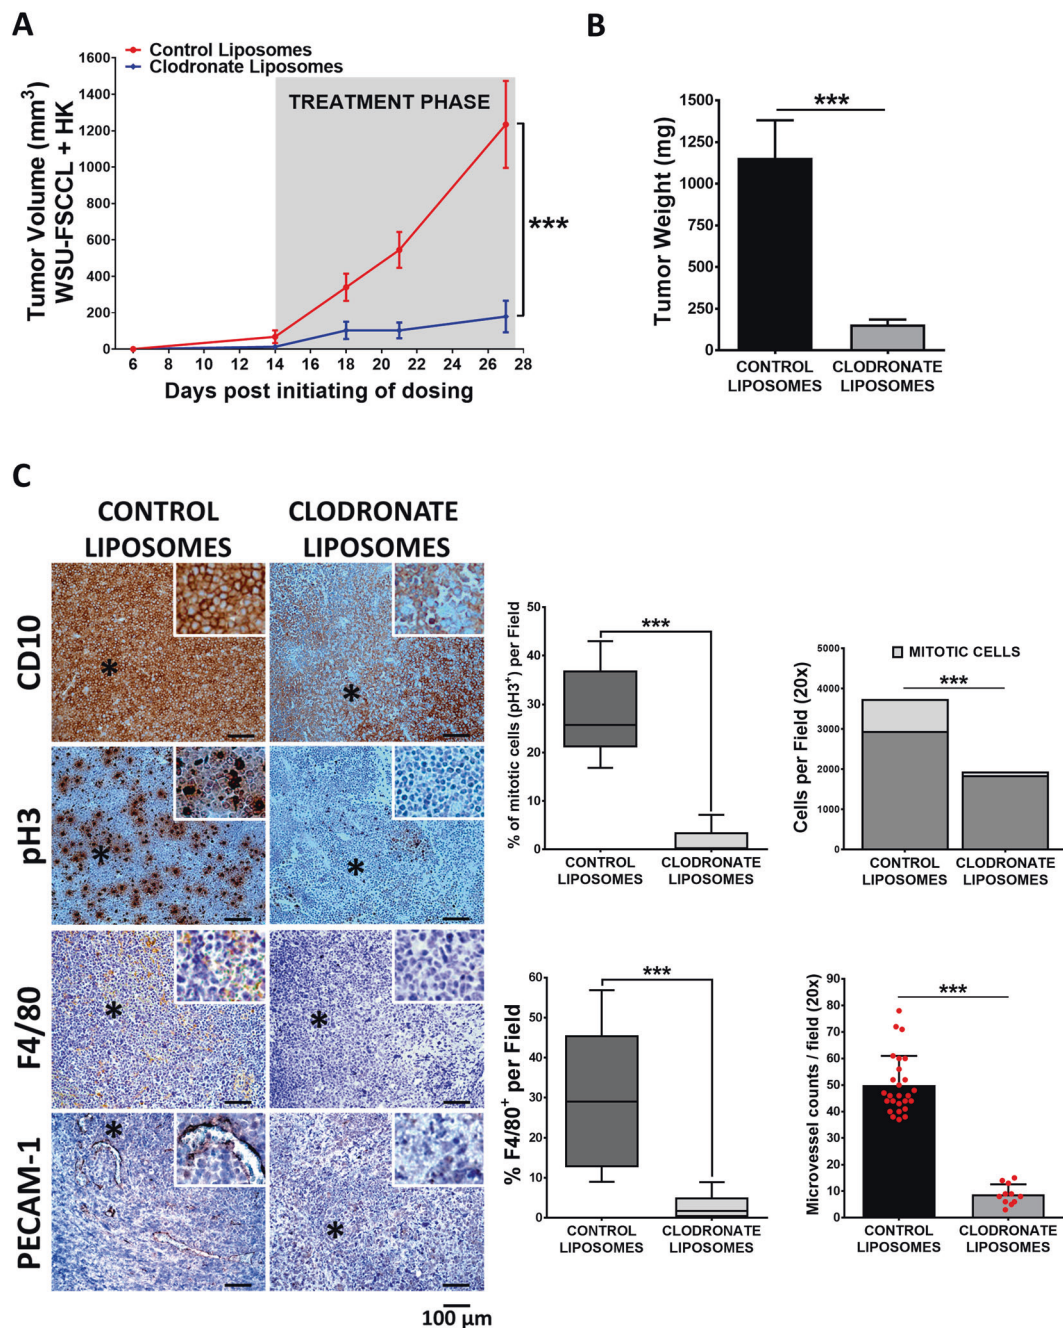 A
Control Liposomes
Clodronate Liposomes
TREATMENT PHASE
Tumor Volume (mm³)
WSU-FSCCL + HK
1600
1400
1200
1000
800
600
400
200
0
***
6 8 10 12 14 16 18 20 22 24 26 28
Days post initiating of dosing
B
***
Tumor Weight (mg)
1500
1250
1000
750
500
250
0
CONTROL LIPOSOMES
CLODRONATE LIPOSOMES
C
CONTROL LIPOSOMES
CLODRONATE LIPOSOMES
CD10
*
*
pH3
*
*
F4/80
*
*
PECAM-1
*
*
100 µm
% of mitotic cells (pH3⁺) per Field
50
40
30
20
10
0
***
CONTROL LIPOSOMES
CLODRONATE LIPOSOMES
Cells per Field (20x)
5000
4000
3000
2000
1000
0
MITOTIC CELLS
***
CONTROL LIPOSOMES
CLODRONATE LIPOSOMES
% F4/80⁺ per Field
60
50
40
30
20
10
0
***
CONTROL LIPOSOMES
CLODRONATE LIPOSOMES
Microvessel counts / field (20x)
90
80
70
60
50
40
30
20
10
0
***
CONTROL LIPOSOMES
CLODRONATE LIPOSOMES